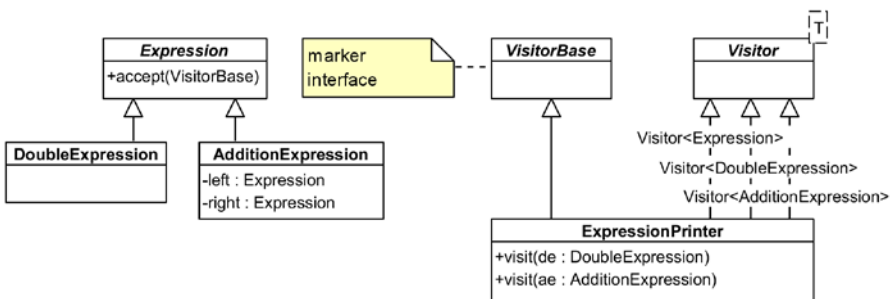 Expression
+accept(VisitorBase)
marker
interface
VisitorBase
T
Visitor
DoubleExpression
AdditionExpression
-left : Expression
-right : Expression
Visitor<Expression>
Visitor<DoubleExpression>
Visitor<AdditionExpression>
ExpressionPrinter
+visit(de : DoubleExpression)
+visit(ae : AdditionExpression)